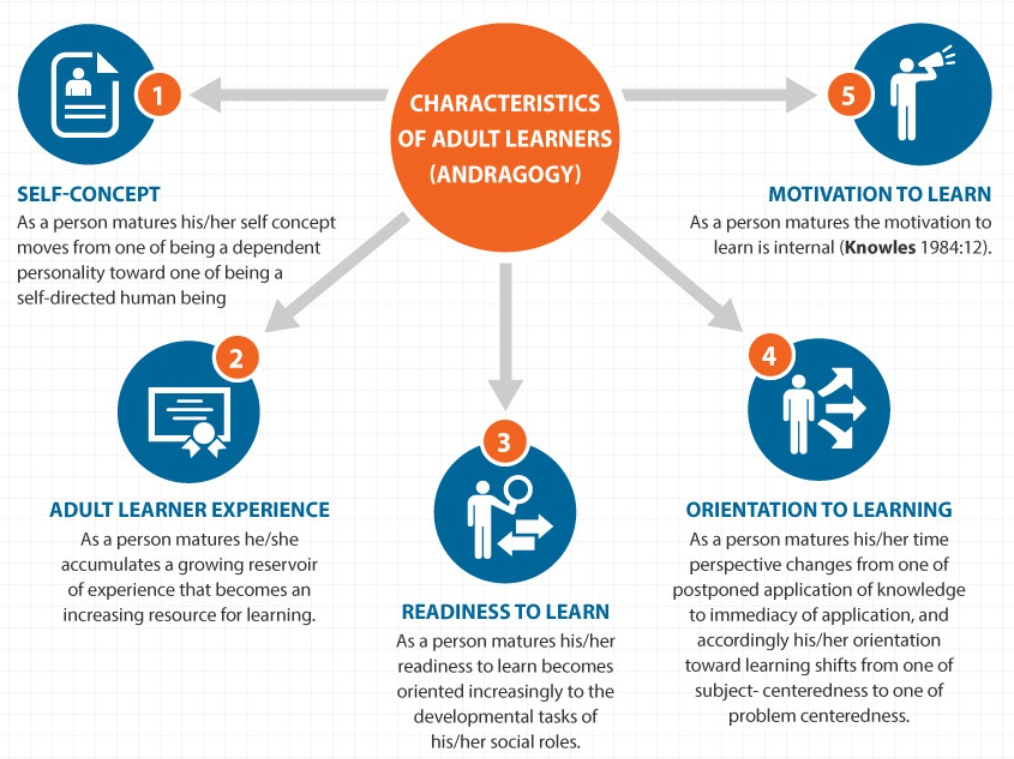 CHARACTERISTICS
OF ADULT LEARNERS
(ANDRAGOGY)
1
SELF-CONCEPT
As a person matures his/her self concept
moves from one of being a dependent
personality toward one of being a
self-directed human being
2
ADULT LEARNER EXPERIENCE
As a person matures he/she
accumulates a growing reservoir
of experience that becomes an
increasing resource for learning.
3
READINESS TO LEARN
As a person matures his/her
readiness to learn becomes
oriented increasingly to the
developmental tasks of
his/her social roles.
4
ORIENTATION TO LEARNING
As a person matures his/her time
perspective changes from one of
postponed application of knowledge
to immediacy of application, and
accordingly his/her orientation
toward learning shifts from one of
subject- centeredness to one of
problem centeredness.
5
MOTIVATION TO LEARN
As a person matures the motivation to
learn is internal (Knowles 1984:12).